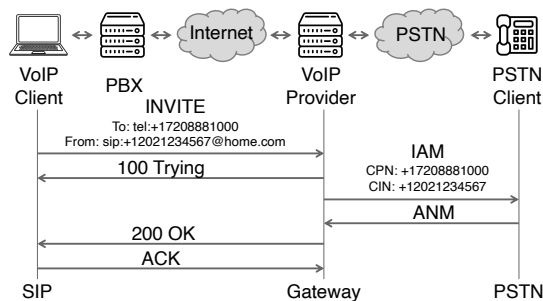 Internet
PSTN
VoIP
Client
PBX
VoIP
Provider
PSTN
Client
INVITE
To: tel:+17208881000
From: sip:+12021234567@home.com
100 Trying
IAM
CPN: +17208881000
CIN: +12021234567
ANM
200 OK
ACK
SIP
Gateway
PSTN